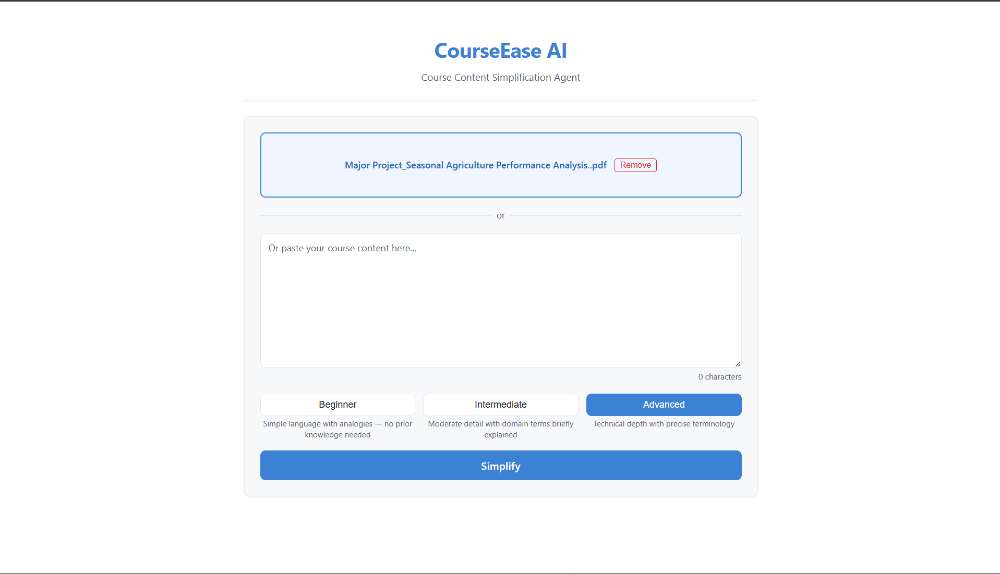 CourseEase AI
Course Content Simplification Agent
Major Project_Seasonal Agriculture Performance Analysis..pdf Remove
or
Or paste your course content here...
0 characters
Beginner Intermediate Advanced
Simple language with analogies — no prior Moderate detail with domain terms briefly Technical depth with precise terminology
knowledge needed explained
Simplify